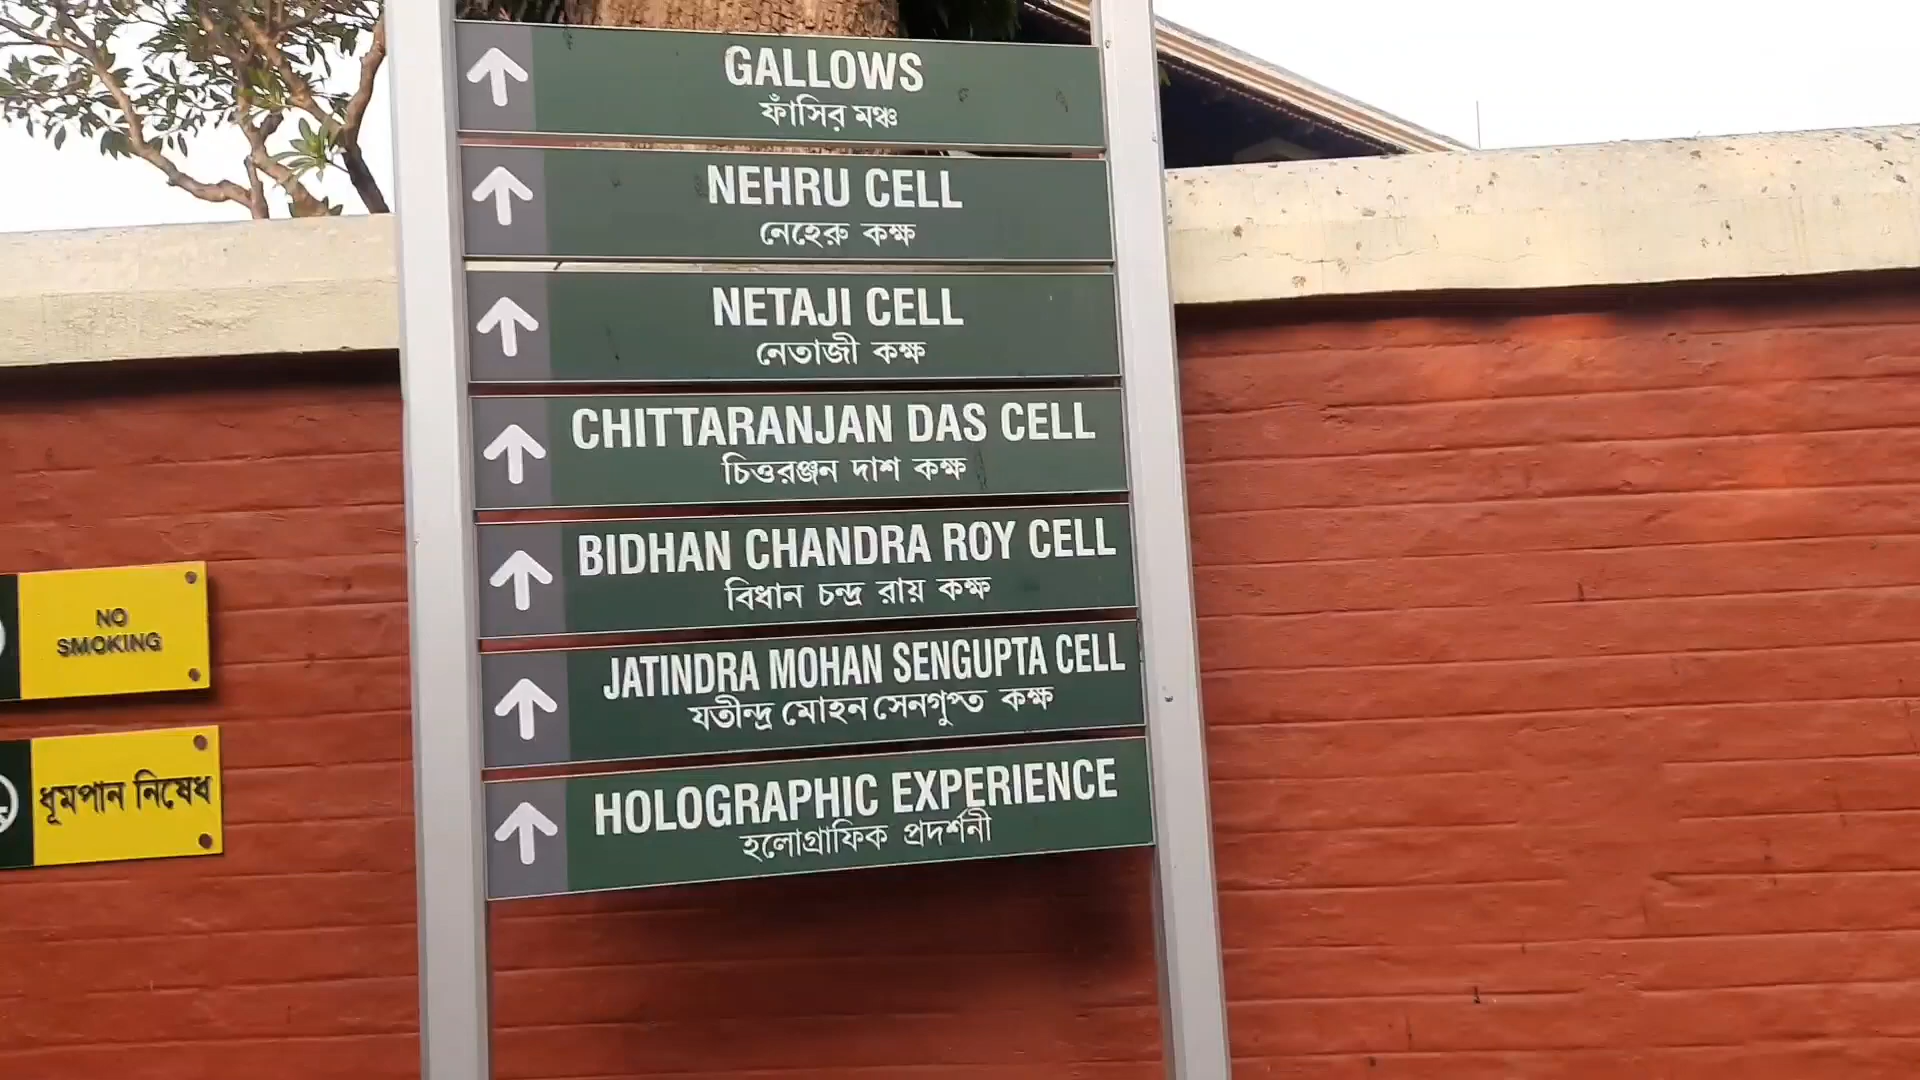 GALLOWS
ফাঁসির মঞ্চ
NEHRU CELL
নেহেরু কক্ষ
NETAJI CELL
নেতাজী কক্ষ
CHITTARANJAN DAS CELL
চিত্তরঞ্জন দাশ কক্ষ
BIDHAN CHANDRA ROY CELL
বিধান চন্দ্র রায় কক্ষ
JATINDRA MOHAN SENGUPTA CELL
যতীন্দ্র মোহন সেনগুপ্ত কক্ষ
HOLOGRAPHIC EXPERIENCE
হলোগ্রাফিক প্রদর্শনী
NO
SMOKING
ধূমপান নিষেধ